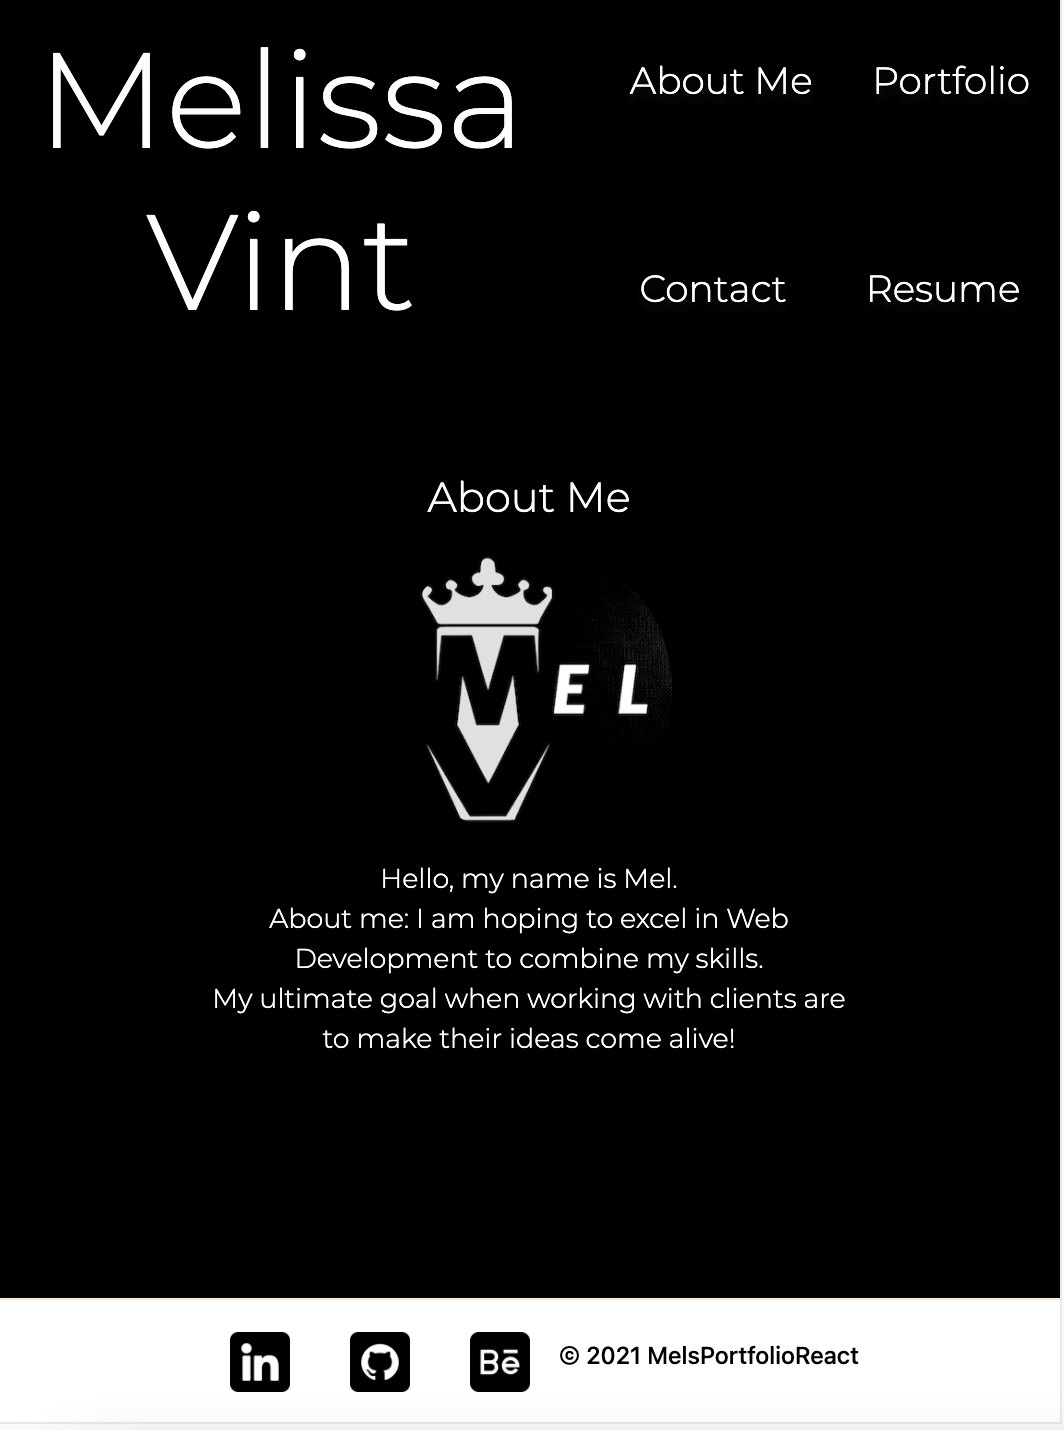 Melissa
Vint
About Me
Portfolio
Contact
Resume
About Me
M E L
V
Hello, my name is Mel.
About me: I am hoping to excel in Web
Development to combine my skills.
My ultimate goal when working with clients are
to make their ideas come alive!
in
Bē
© 2021 MelsPortfolioReact